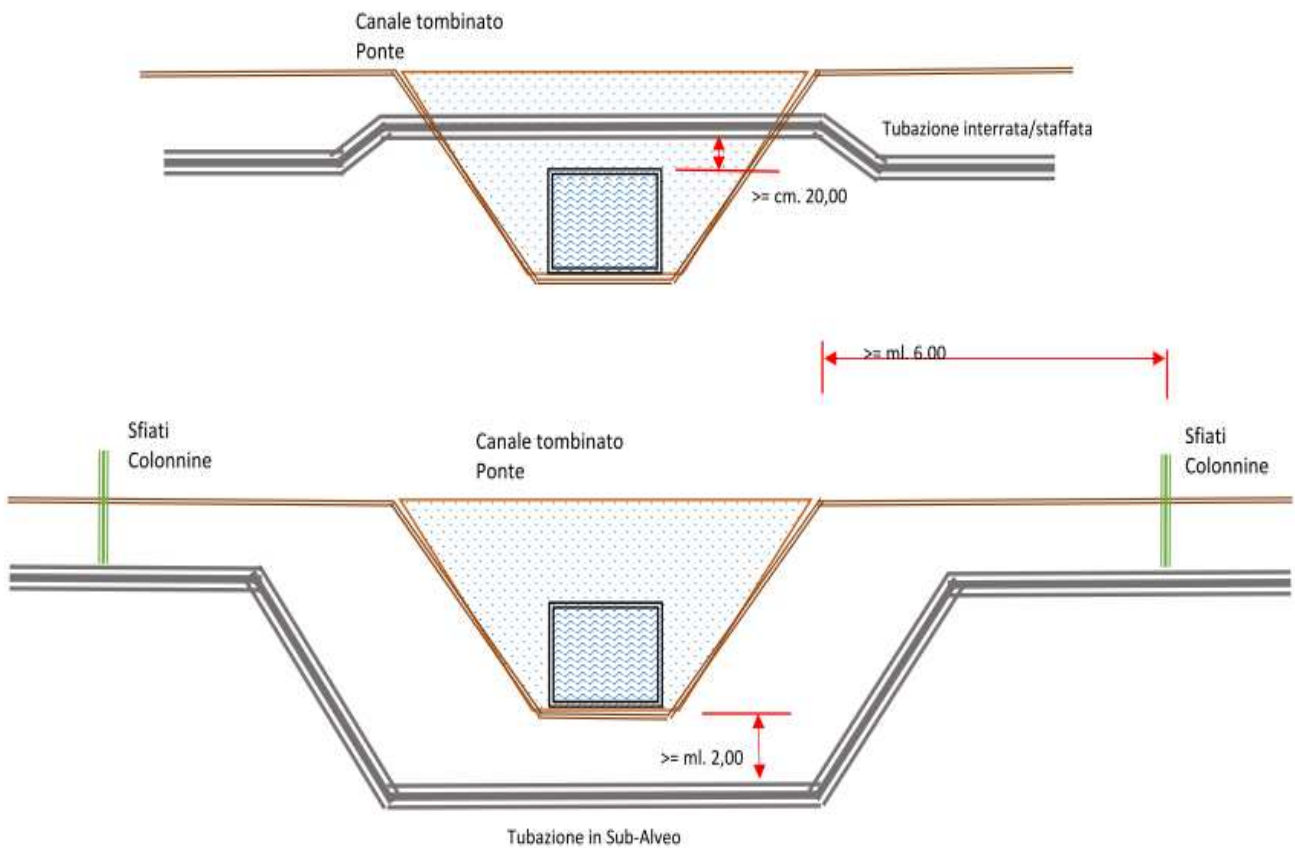 Canale tombinato
Ponte
Tubazione interrata/staffata
>= cm. 20,00
>= ml. 6.00
Sfiati
Colonnine
Canale tombinato
Ponte
Sfiati
Colonnine
>= ml. 2,00
Tubazione in Sub-Alveo